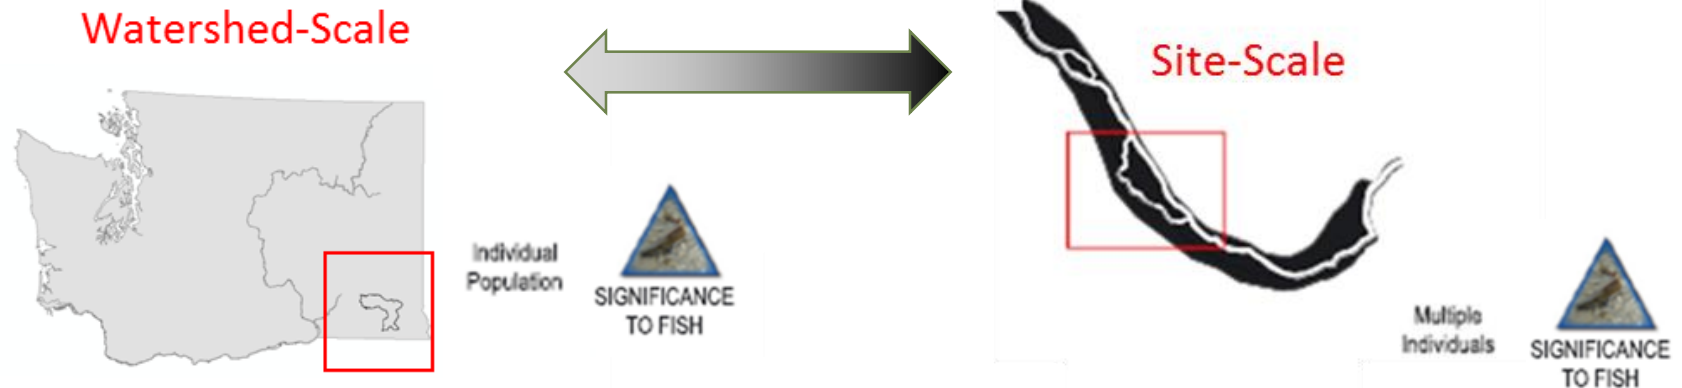 Watershed-Scale
Site-Scale
Individual
Population
SIGNIFICANCE
TO FISH
Multiple
Individuals
SIGNIFICANCE
TO FISH